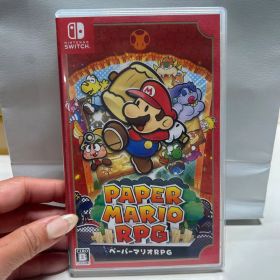 NINTENDO
SWITCH
PAPER
MARIO
RPG
ペーパーマリオRPG
B